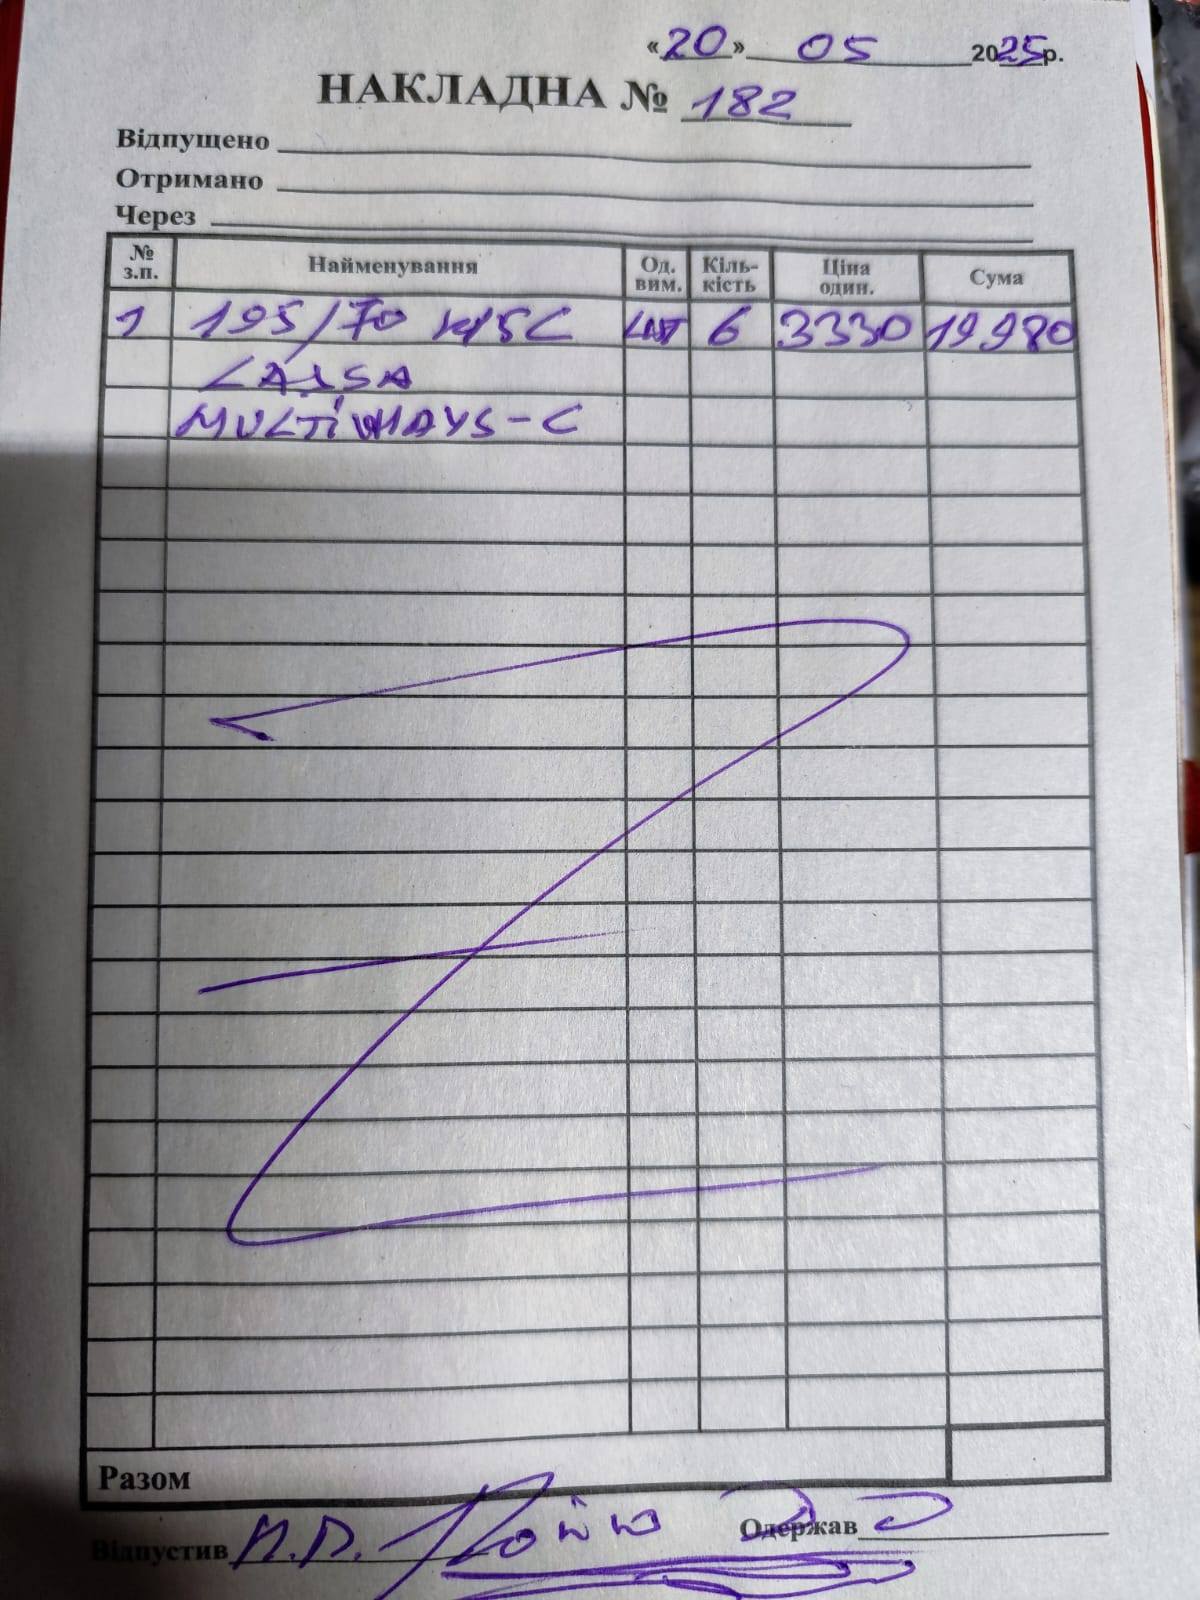 «20» 05 2025р.
НАКЛАДНА № 182
Відпущено
Отримано
Через
№ з.п. Найменування Од. вим. Кіль-кість Ціна один. Сума
1 195/70 R15C шт 6 3330 19980
LASSA
MULTIWAYS-C
Разом
Відпустив П.П. Одержав